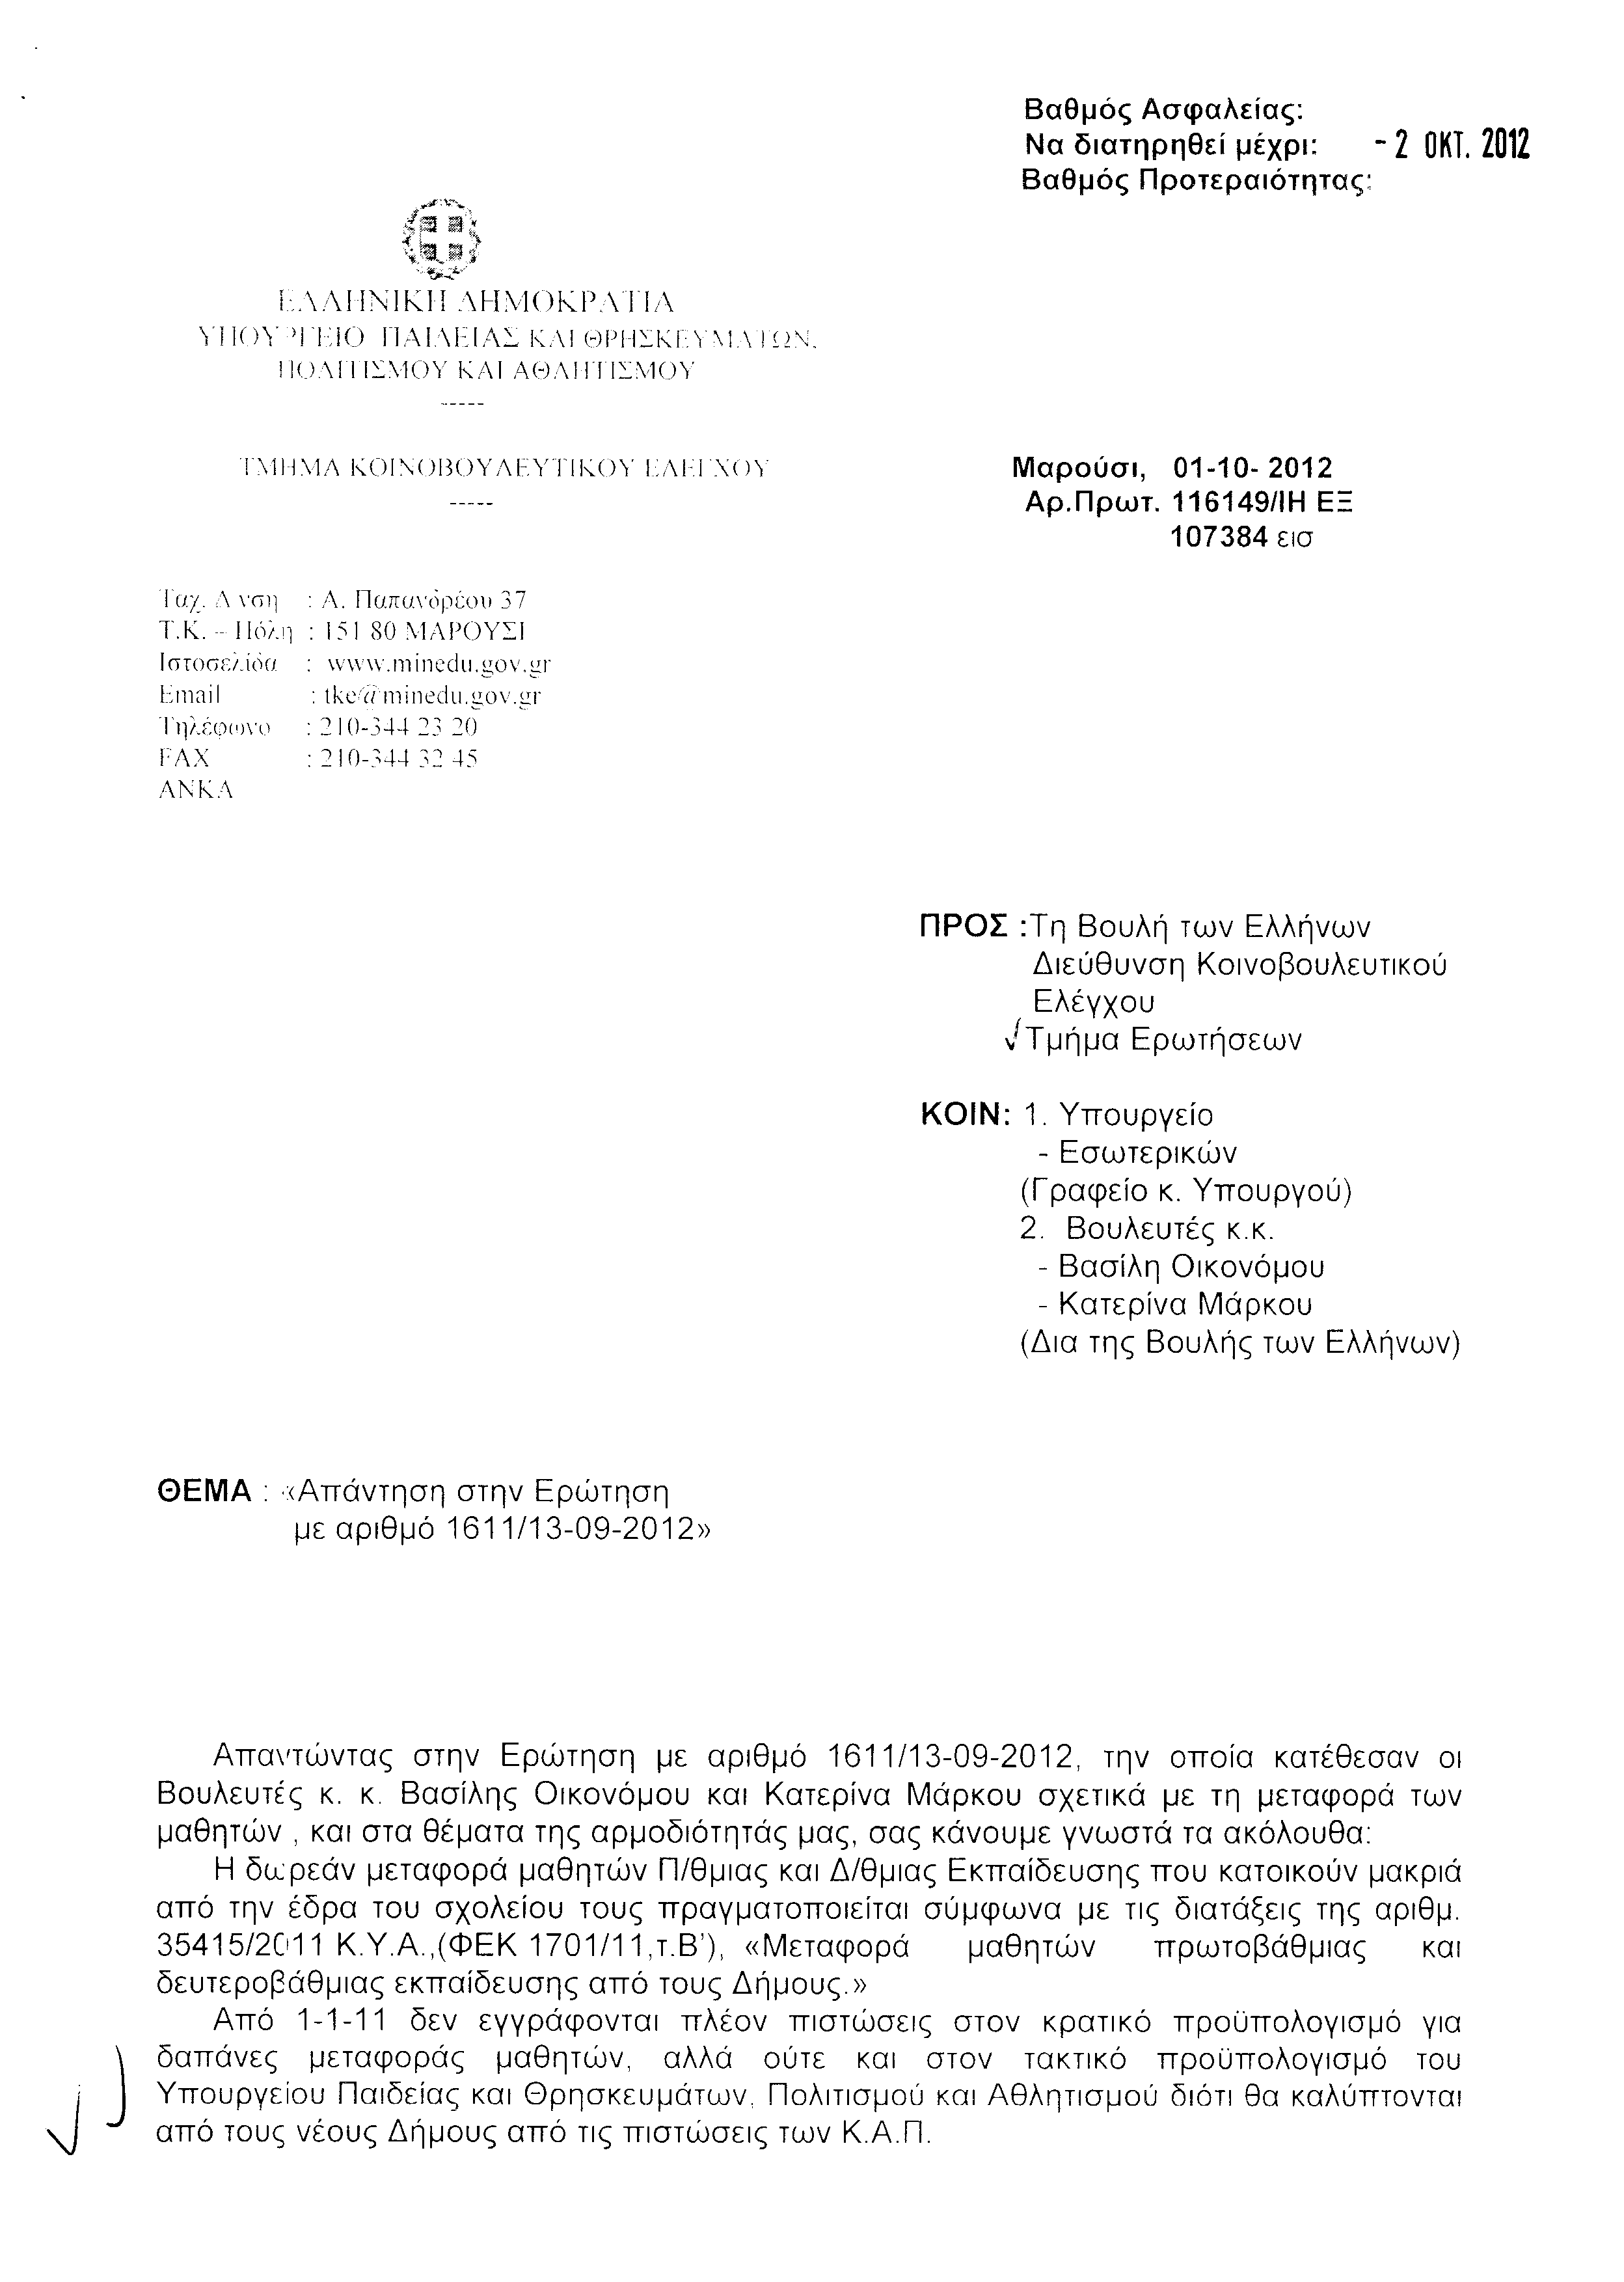 Βαθμός Ασφαλείας:
Να διατηρηθεί μέχρι: - 2 ΟΚΤ. 2012
Βαθμός Προτεραιότητας:
ΕΛΛΗΝΙΚΗ ΔΗΜΟΚΡΑΤΙΑ
ΥΠΟΥΡΓΕΙΟ ΠΑΙΔΕΙΑΣ ΚΑΙ ΘΡΗΣΚΕΥΜΑΤΩΝ,
ΠΟΛΙΤΙΣΜΟΥ ΚΑΙ ΑΘΛΗΤΙΣΜΟΥ
-----
ΤΜΗΜΑ ΚΟΙΝΟΒΟΥΛΕΥΤΙΚΟΥ ΕΛΕΓΧΟΥ
-----
Μαρούσι, 01-10- 2012
Αρ.Πρωτ. 116149/ΙΗ ΕΞ
107384 εισ
Ταχ. Δ νση : Α. Παπανδρέου 37
Τ.Κ. – Πόλη : 151 80 ΜΑΡΟΥΣΙ
Ιστοσελίδα : www.minedu.gov.gr
Email : tke@minedu.gov.gr
Τηλέφωνο : 210-344 23 20
FAX : 210-344 32 45
ΑΝΚΑ
ΠΡΟΣ :Τη Βουλή των Ελλήνων
Διεύθυνση Κοινοβουλευτικού
Ελέγχου
Τμήμα Ερωτήσεων
ΚΟΙΝ: 1. Υπουργείο
- Εσωτερικών
(Γραφείο κ. Υπουργού)
2. Βουλευτές κ.κ.
- Βασίλη Οικονόμου
- Κατερίνα Μάρκου
(Δια της Βουλής των Ελλήνων)
ΘΕΜΑ : «Απάντηση στην Ερώτηση
με αριθμό 1611/13-09-2012»
Απαντώντας στην Ερώτηση με αριθμό 1611/13-09-2012, την οποία κατέθεσαν οι
Βουλευτές κ. κ. Βασίλης Οικονόμου και Κατερίνα Μάρκου σχετικά με τη μεταφορά των
μαθητών , και στα θέματα της αρμοδιότητάς μας, σας κάνουμε γνωστά τα ακόλουθα:
Η δωρεάν μεταφορά μαθητών Π/θμιας και Δ/θμιας Εκπαίδευσης που κατοικούν μακριά
από την έδρα του σχολείου τους πραγματοποιείται σύμφωνα με τις διατάξεις της αριθμ.
35415/2011 Κ.Υ.Α.,(ΦΕΚ 1701/11,τ.Β’), «Μεταφορά μαθητών πρωτοβάθμιας και
δευτεροβάθμιας εκπαίδευσης από τους Δήμους.»
Από 1-1-11 δεν εγγράφονται πλέον πιστώσεις στον κρατικό προϋπολογισμό για
δαπάνες μεταφοράς μαθητών, αλλά ούτε και στον τακτικό προϋπολογισμό του
Υπουργείου Παιδείας και Θρησκευμάτων, Πολιτισμού και Αθλητισμού διότι θα καλύπτονται
από τους νέους Δήμους από τις πιστώσεις των Κ.Α.Π.